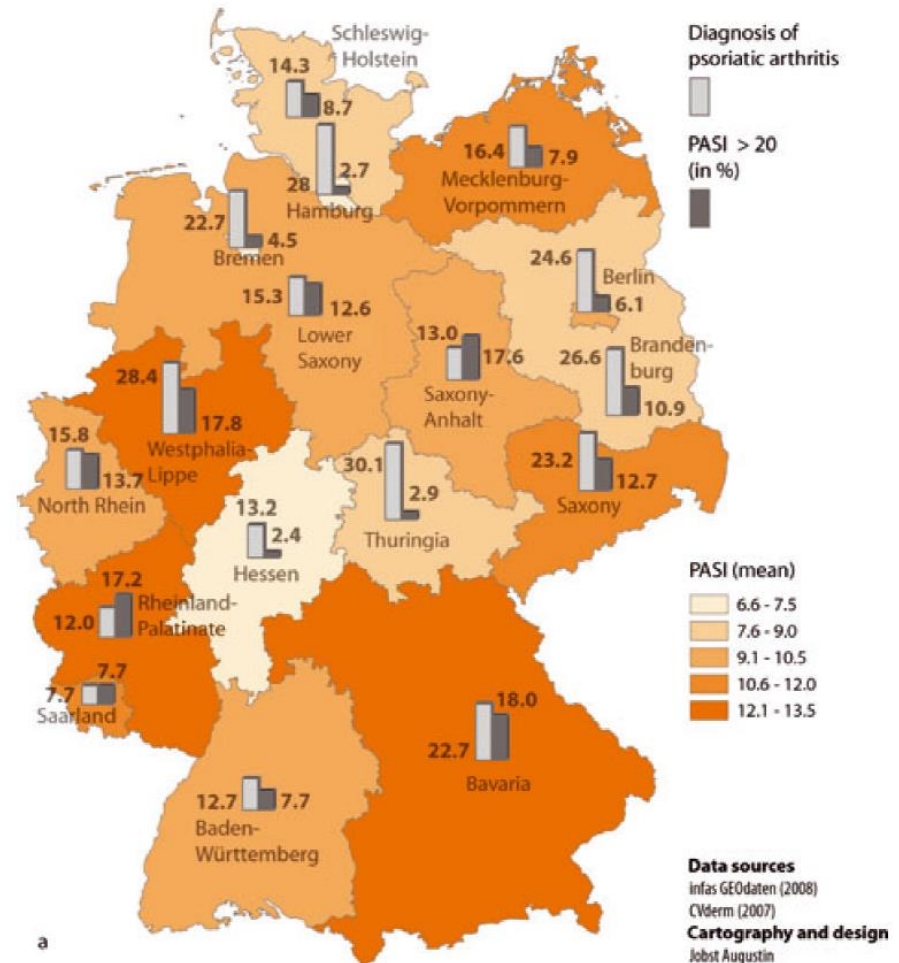 Schleswig-
Holstein
14.3
8.7
28
2.7
Hamburg
16.4
7.9
Mecklenburg-
Vorpommern
22.7
4.5
Bremen
15.3
12.6
Lower
Saxony
24.6
Berlin
6.1
13.0
17.6
Saxony-
Anhalt
26.6
Branden-
burg
10.9
28.4
17.8
Westphalia-
Lippe
15.8
13.7
North Rhein
13.2
2.4
Hessen
30.1
2.9
Thuringia
23.2
12.7
Saxony
17.2
12.0
Rheinland-
Palatinate
7.7
7.7
Saarland
18.0
22.7
Bavaria
12.7
7.7
Baden-
Württemberg
Diagnosis of
psoriatic arthritis
PASI > 20
(in %)
PASI (mean)
6.6 - 7.5
7.6 - 9.0
9.1 - 10.5
10.6 - 12.0
12.1 - 13.5
Data sources
infas GEOdaten (2008)
CVderm (2007)
Cartography and design
Jobst Augustin
a